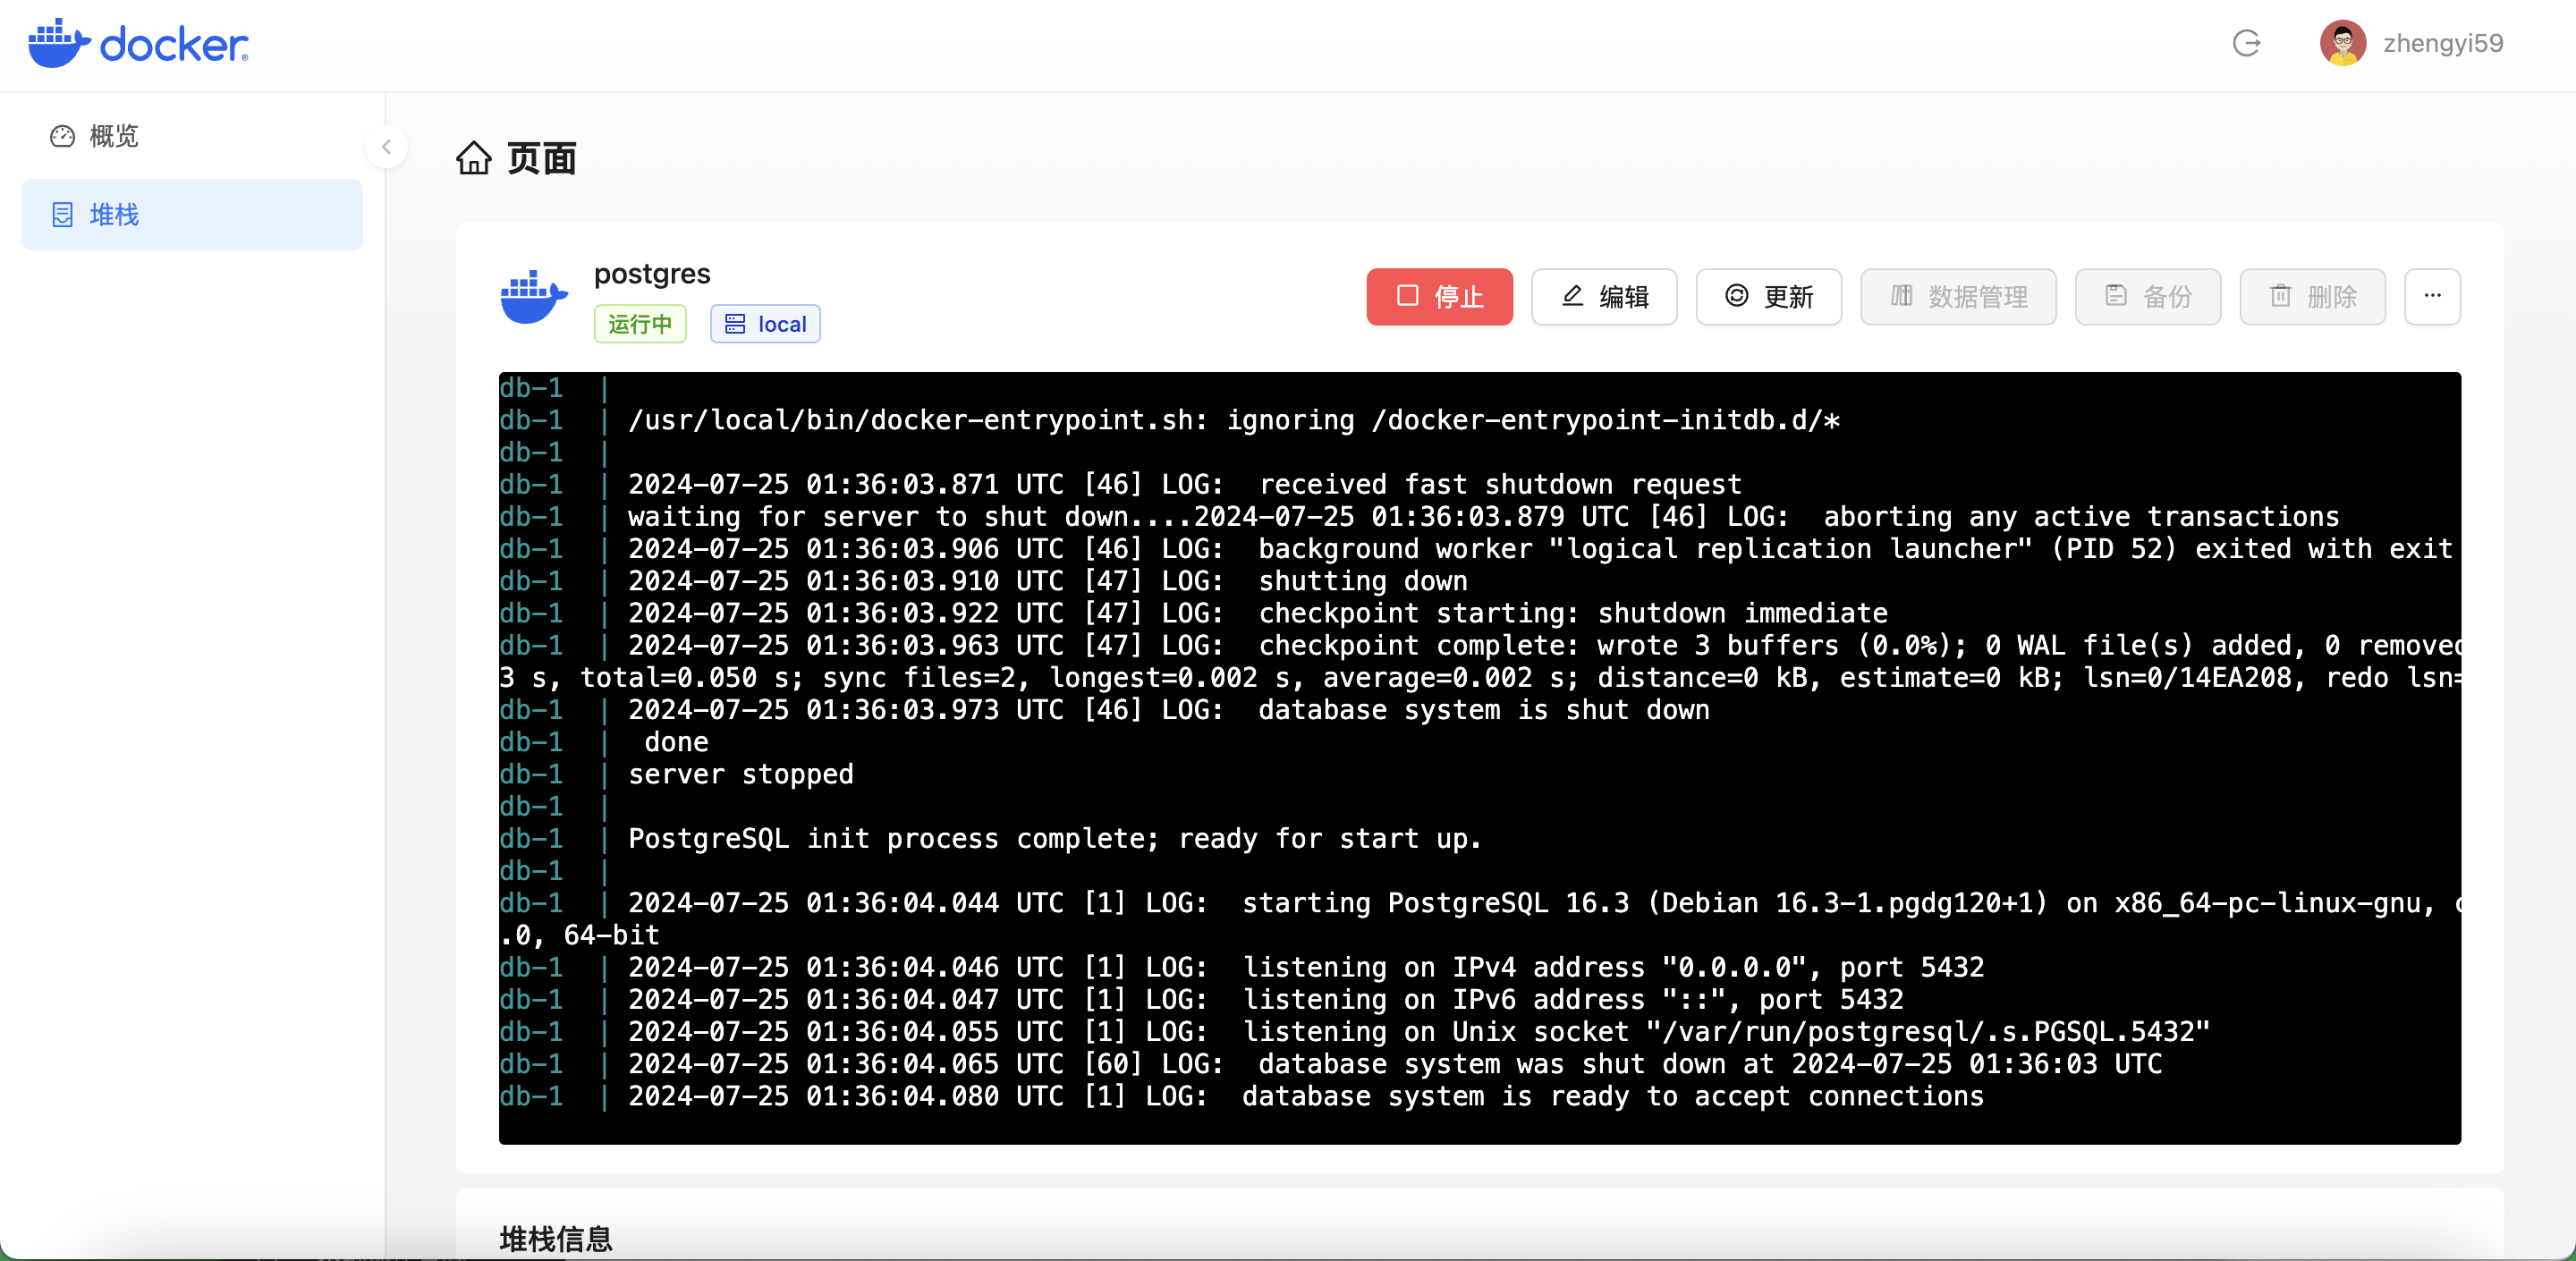 docker
zhengyi59
概览
堆栈
页面
postgres
运行中 local
停止 编辑 更新 数据管理 备份 删除 ...
db-1 |
db-1 | /usr/local/bin/docker-entrypoint.sh: ignoring /docker-entrypoint-initdb.d/*
db-1 |
db-1 | 2024-07-25 01:36:03.871 UTC [46] LOG:  received fast shutdown request
db-1 | waiting for server to shut down....2024-07-25 01:36:03.879 UTC [46] LOG:  aborting any active transactions
db-1 | 2024-07-25 01:36:03.906 UTC [46] LOG:  background worker "logical replication launcher" (PID 52) exited with exit
db-1 | 2024-07-25 01:36:03.910 UTC [47] LOG:  shutting down
db-1 | 2024-07-25 01:36:03.922 UTC [47] LOG:  checkpoint starting: shutdown immediate
db-1 | 2024-07-25 01:36:03.963 UTC [47] LOG:  checkpoint complete: wrote 3 buffers (0.0%); 0 WAL file(s) added, 0 removed
3 s, total=0.050 s; sync files=2, longest=0.002 s, average=0.002 s; distance=0 kB, estimate=0 kB; lsn=0/14EA208, redo lsn=
db-1 | 2024-07-25 01:36:03.973 UTC [46] LOG:  database system is shut down
db-1 |  done
db-1 | server stopped
db-1 |
db-1 | PostgreSQL init process complete; ready for start up.
db-1 |
db-1 | 2024-07-25 01:36:04.044 UTC [1] LOG:  starting PostgreSQL 16.3 (Debian 16.3-1.pgdg120+1) on x86_64-pc-linux-gnu,
.0, 64-bit
db-1 | 2024-07-25 01:36:04.046 UTC [1] LOG:  listening on IPv4 address "0.0.0.0", port 5432
db-1 | 2024-07-25 01:36:04.047 UTC [1] LOG:  listening on IPv6 address "::", port 5432
db-1 | 2024-07-25 01:36:04.055 UTC [1] LOG:  listening on Unix socket "/var/run/postgresql/.s.PGSQL.5432"
db-1 | 2024-07-25 01:36:04.065 UTC [60] LOG:  database system was shut down at 2024-07-25 01:36:03 UTC
db-1 | 2024-07-25 01:36:04.080 UTC [1] LOG:  database system is ready to accept connections
堆栈信息